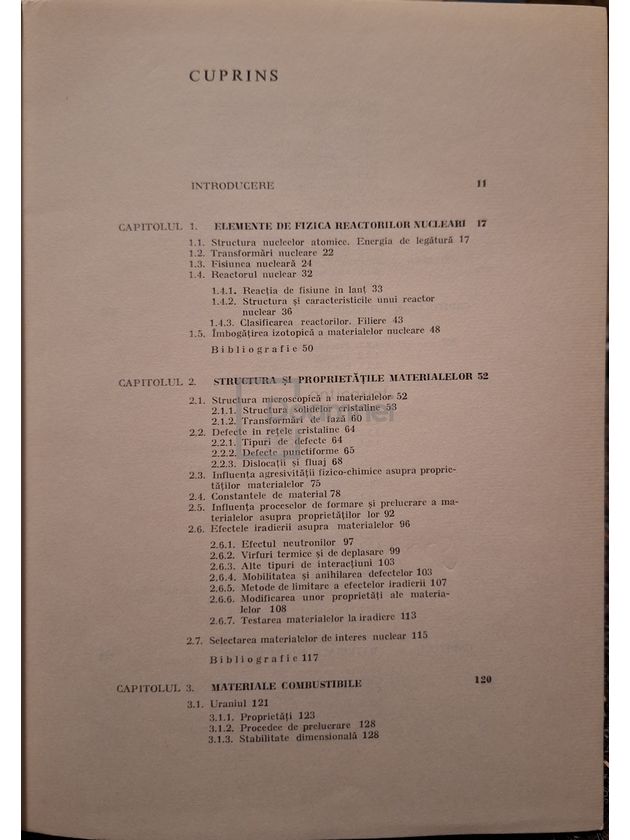 CUPRINS
INTRODUCERE 11
CAPITOLUL 1. ELEMENTE DE FIZICA REACTORILOR NUCLEARI 17
1.1. Structura nucleelor atomice. Energia de legătură 17
1.2. Transformări nucleare 22
1.3. Fisiunea nucleară 24
1.4. Reactorul nuclear 32
1.4.1. Reacția de fisiune în lanț 33
1.4.2. Structura și caracteristicile unui reactor
nuclear 36
1.4.3. Clasificarea reactorilor. Filiere 43
1.5. Îmbogățirea izotopică a materialelor nucleare 48
Bibliografie 50
CAPITOLUL 2. STRUCTURA ȘI PROPRIETĂȚILE MATERIALELOR 52
2.1. Structura microscopică a materialelor 52
2.1.1. Structura solidelor cristaline 53
2.1.2. Transformări de fază 60
2.2. Defecte în rețele cristaline 64
2.2.1. Tipuri de defecte 64
2.2.2. Defecte punctiforme 65
2.2.3. Dislocații și fluaj 68
2.3. Influența agresivității fizico-chimice asupra proprie-
tăților materialelor 75
2.4. Constantele de material 78
2.5. Influența proceselor de formare și prelucrare a ma-
terialelor asupra proprietăților lor 92
2.6. Efectele iradierii asupra materialelor 96
2.6.1. Efectul neutronilor 97
2.6.2. Vîrfuri termice și de deplasare 99
2.6.3. Alte tipuri de interacțiuni 103
2.6.4. Mobilitatea și anihilarea defectelor 103
2.6.5. Metode de limitare a efectelor iradierii 107
2.6.6. Modificarea unor proprietăți ale materia-
lelor 108
2.6.7. Testarea materialelor la iradiere 113
2.7. Selectarea materialelor de interes nuclear 115
Bibliografie 117
CAPITOLUL 3. MATERIALE COMBUSTIBILE 120
3.1. Uraniul 121
3.1.1. Proprietăți 123
3.1.2. Procedee de prelucrare 128
3.1.3. Stabilitate dimensională 128